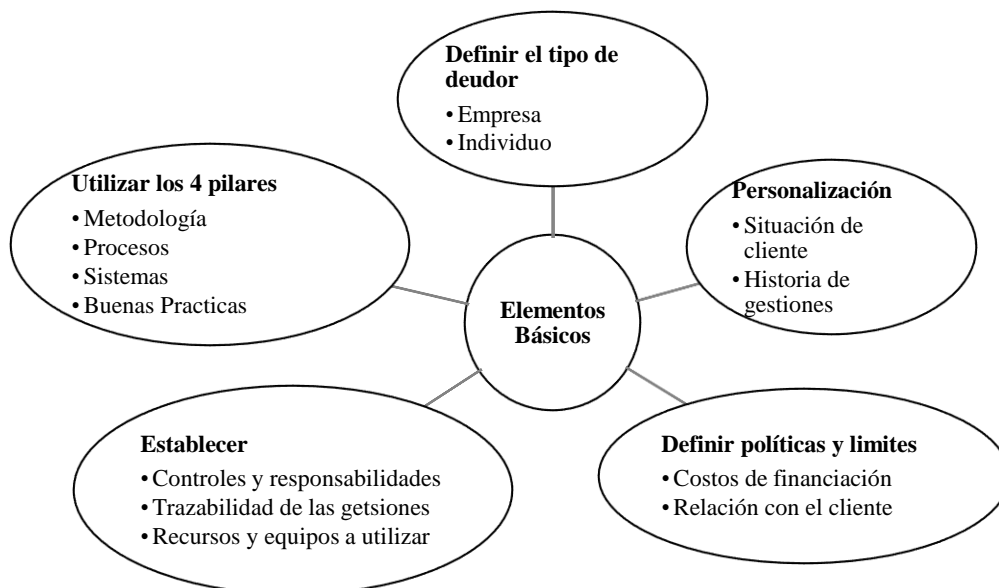 Definir el tipo de
deudor
• Empresa
• Individuo
Utilizar los 4 pilares
• Metodología
• Procesos
• Sistemas
• Buenas Practicas
Personalización
• Situación de
cliente
• Historia de
gestiones
Elementos
Básicos
Establecer
• Controles y responsabilidades
• Trazabilidad de las getsiones
• Recursos y equipos a utilizar
Definir políticas y limites
• Costos de financiación
• Relación con el cliente